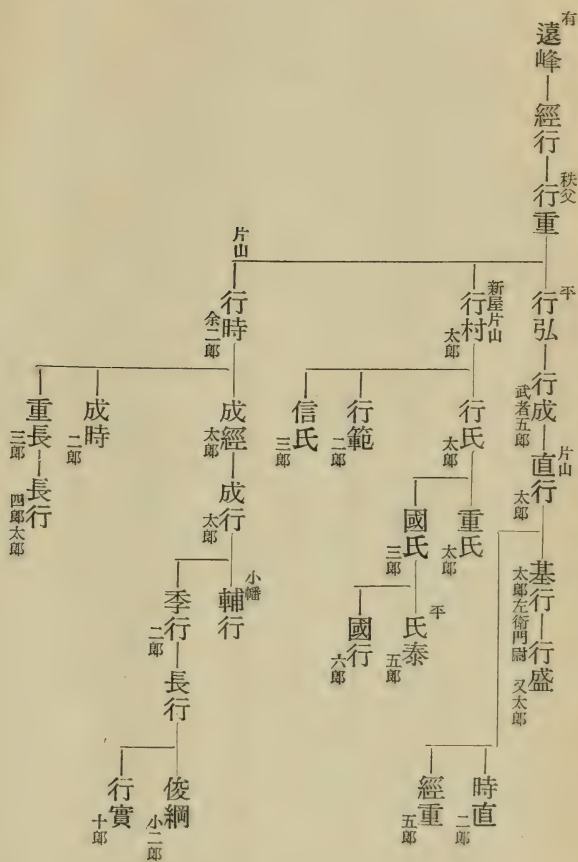 有
遠峰―經行―行重
秩父
平
行弘―行成―直行
武者五郎
片山
太郎
基行―行盛
太郎左衞門尉
又太郎
時直
二郎
經重
五郎
新屋片山
行村
太郎
行氏
太郎
重氏
太郎
國氏
三郎
平
氏泰
五郎
國行
六郎
行範
二郎
信氏
三郎
片山
行時
余二郎
成經―成行
太郎
太郎
小幡
輔行
季行―長行
二郎
俊綱
小二郎
行實
十郎
成時
二郎
重長―長行
三郎
四郎太郎